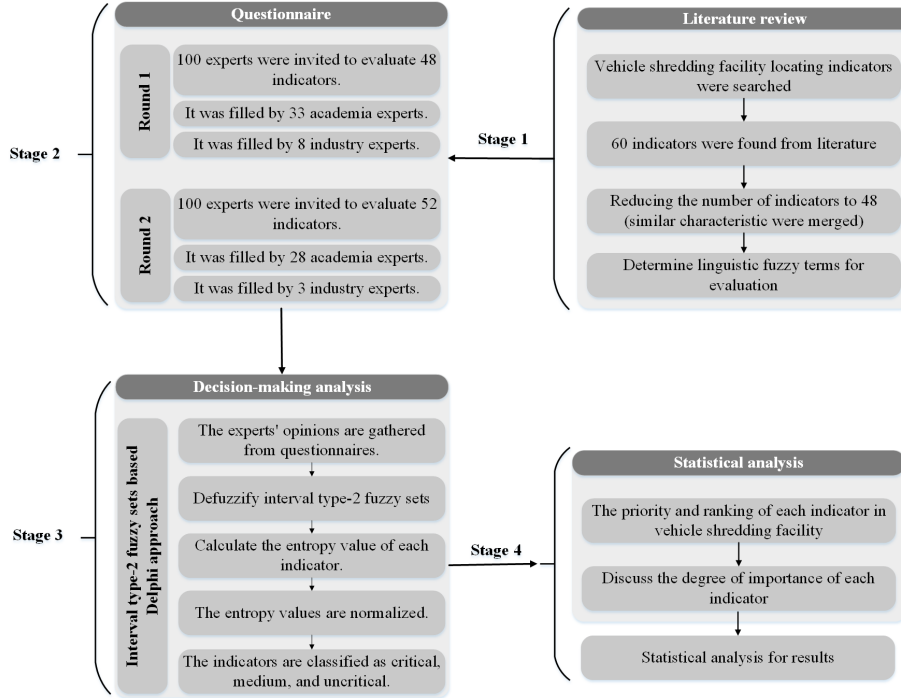 Literature review
Vehicle shredding facility locating indicators
were searched
60 indicators were found from literature
Reducing the number of indicators to 48
(similar characteristic were merged)
Determine linguistic fuzzy terms for
evaluation
Stage 1
Stage 2
Questionnaire
Round 1
100 experts were invited to evaluate 48
indicators.
It was filled by 33 academia experts.
It was filled by 8 industry experts.
Round 2
100 experts were invited to evaluate 52
indicators.
It was filled by 28 academia experts.
It was filled by 3 industry experts.
Stage 3
Decision-making analysis
Interval type-2 fuzzy sets based
Delphi approach
The experts' opinions are gathered
from questionnaires.
Defuzzify interval type-2 fuzzy sets
Calculate the entropy value of each
indicator.
The entropy values are normalized.
The indicators are classified as critical,
medium, and uncritical.
Stage 4
Statistical analysis
The priority and ranking of each indicator in
vehicle shredding facility
Discuss the degree of importance of each
indicator
Statistical analysis for results